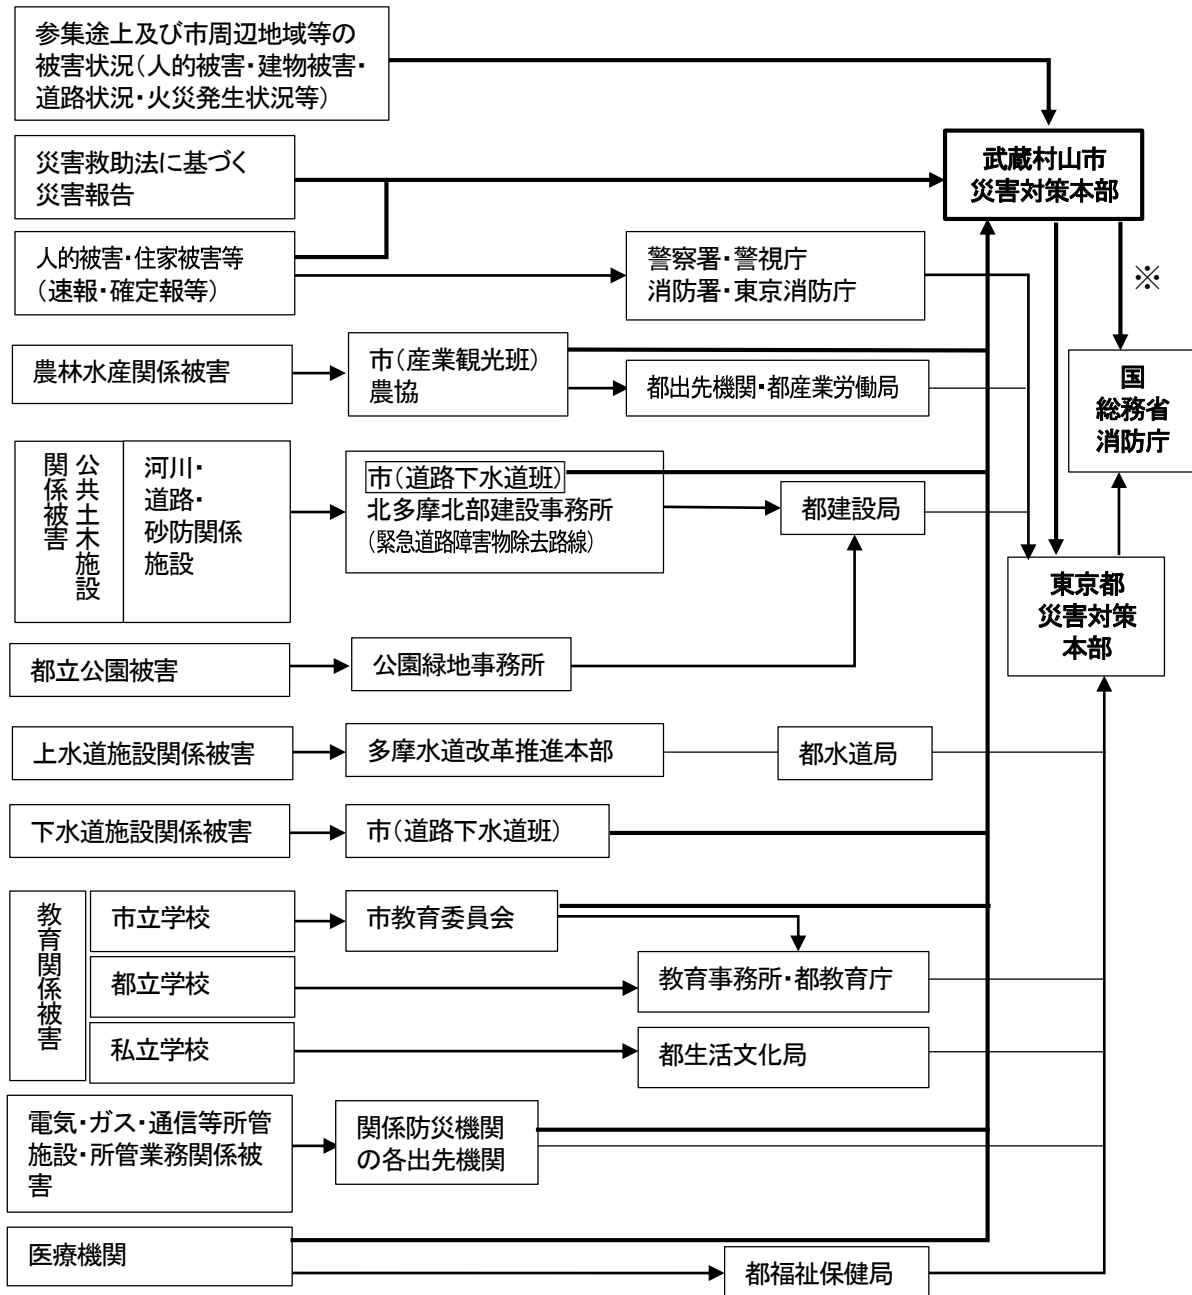 参集途上及び市周辺地域等の
被害状況(人的被害・建物被害・
道路状況・火災発生状況等)
災害救助法に基づく
災害報告
武蔵村山市
災害対策本部
人的被害・住家被害等
(速報・確定報等)
警察署・警視庁
消防署・東京消防庁
※
農林水産関係被害
市(産業観光班)
農協
都出先機関・都産業労働局
国
総務省
消防庁
公共土木施設
関係被害
河川・
道路・
砂防関係
施設
市(道路下水道班)
北多摩北部建設事務所
(緊急道路障害物除去路線)
都建設局
東京都
災害対策
本部
都立公園被害
公園緑地事務所
上水道施設関係被害
多摩水道改革推進本部
都水道局
下水道施設関係被害
市(道路下水道班)
教育関係被害
市立学校
市教育委員会
都立学校
教育事務所・都教育庁
私立学校
都生活文化局
電気・ガス・通信等所管
施設・所管業務関係被
害
関係防災機関
の各出先機関
医療機関
都福祉保健局